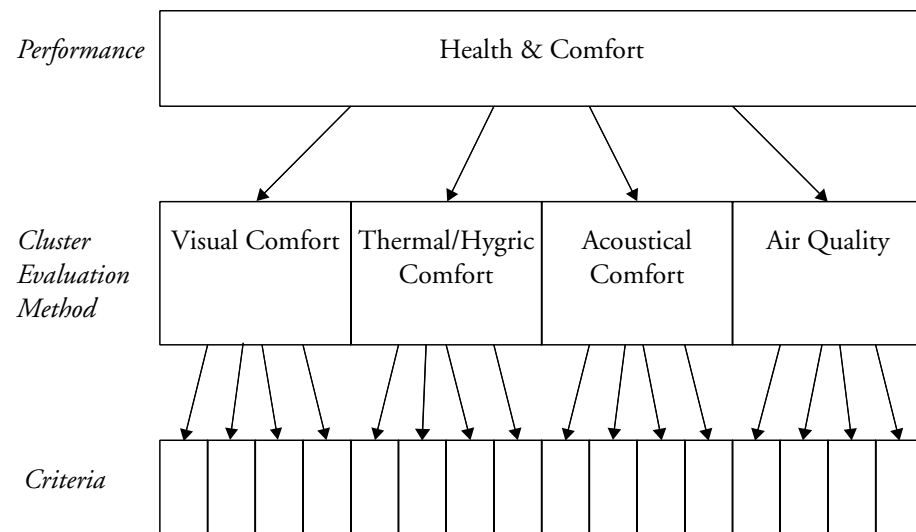 Performance
Health & Comfort
Cluster
Evaluation
Method
Visual Comfort
Thermal/Hygric
Comfort
Acoustical
Comfort
Air Quality
Criteria